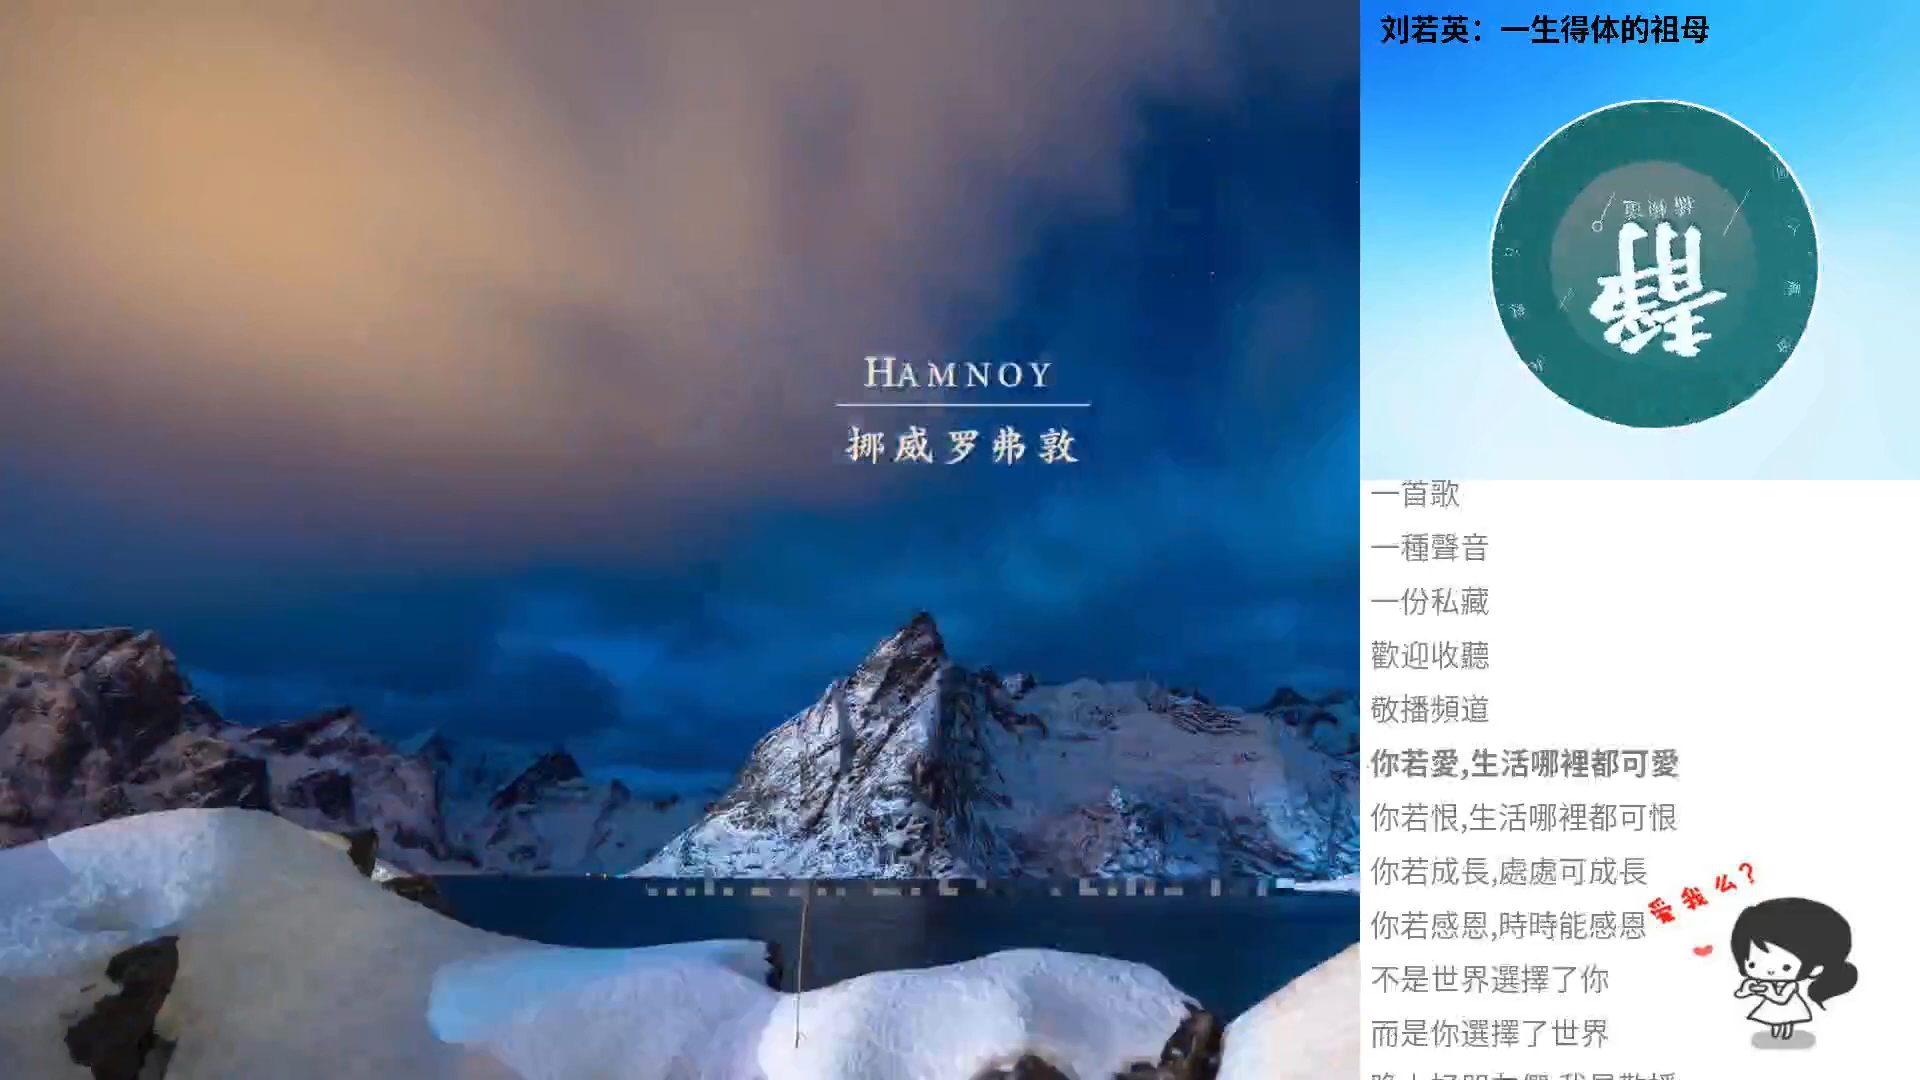 HAMNOY
挪威罗弗敦
刘若英：一生得体的祖母
一首歌
一種聲音
一份私藏
歡迎收聽
敬播頻道
你若愛,生活哪裡都可愛
你若恨,生活哪裡都可恨
你若成長,處處可成長
你若感恩,時時能感恩
不是世界選擇了你
而是你選擇了世界
爱我么？